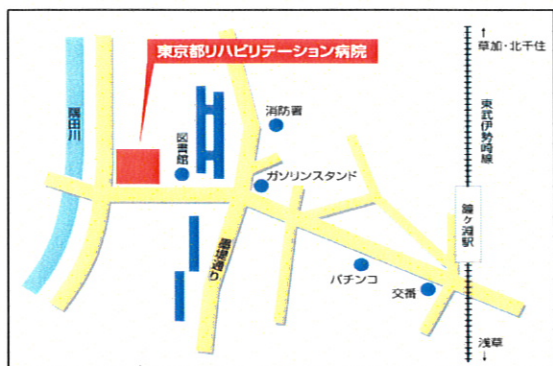 東京都リハビリテーション病院
↑
草加・北千住
隅田川
消防署
東武伊勢崎線
図書館
ガソリンスタンド
鐘ヶ淵駅
墨堤通り
パチンコ
交番
浅草
↓